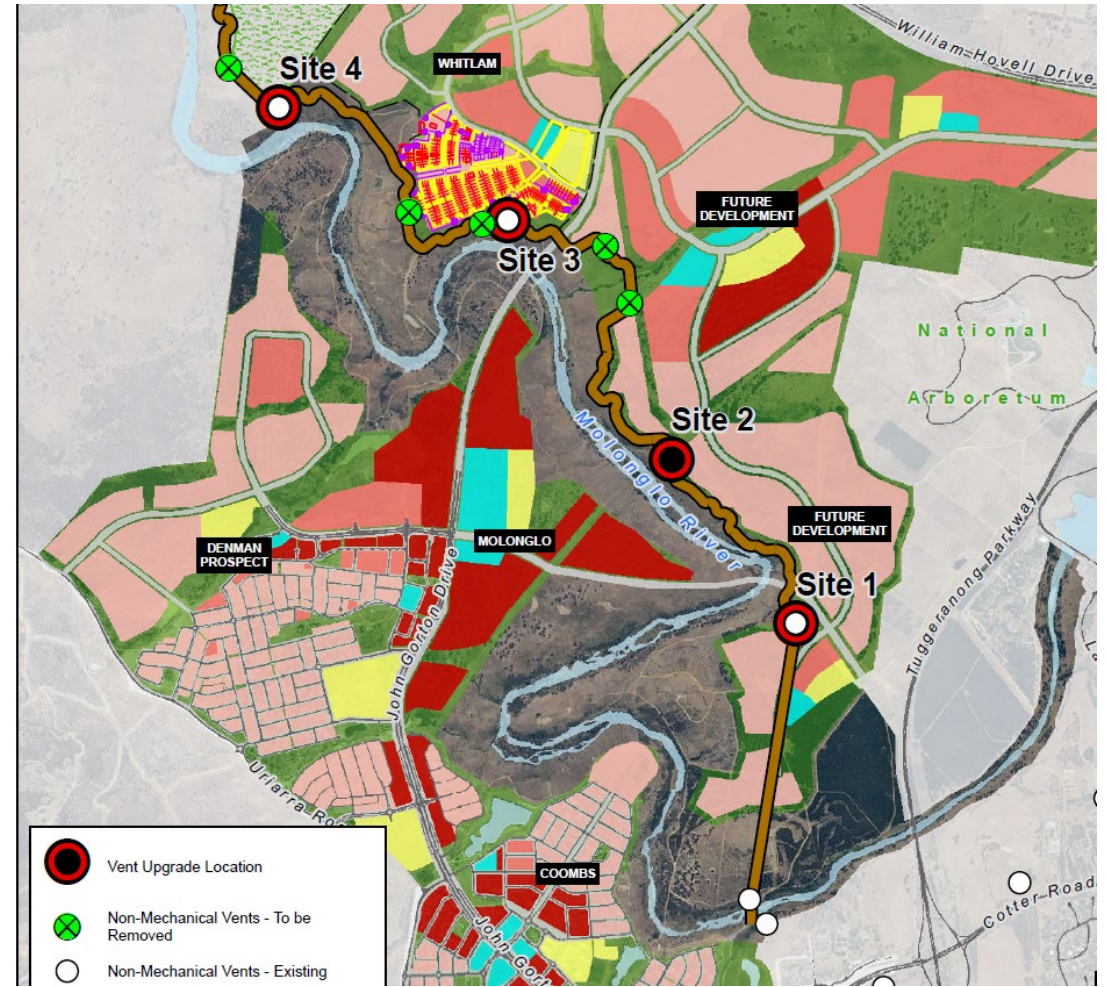 William Hovell Drive
Site 4
WHITLAM
FUTURE
DEVELOPMENT
Site 3
National
Arboretum
Site 2
Molonglo River
FUTURE
DEVELOPMENT
DENMAN
PROSPECT
MOLONGLO
Site 1
Tuggeranong Parkway
John Gorton Drive
Uriarra
COOMBS
Cotter Road
John
Vent Upgrade Location
Non-Mechanical Vents - To be
Removed
Non-Mechanical Vents - Existing